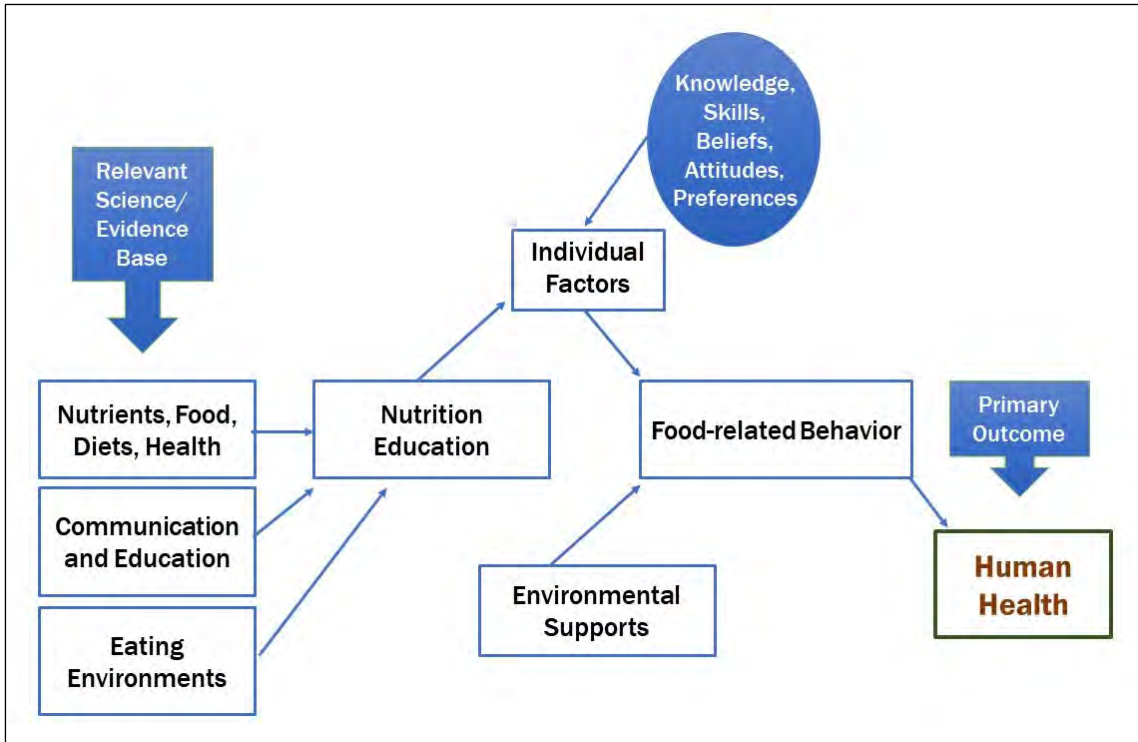 Knowledge,
Skills,
Beliefs,
Attitudes,
Preferences
Relevant
Science/
Evidence
Base
Individual
Factors
Nutrients, Food,
Diets, Health
Nutrition
Education
Food-related Behavior
Primary
Outcome
Communication
and Education
Environmental
Supports
Human
Health
Eating
Environments